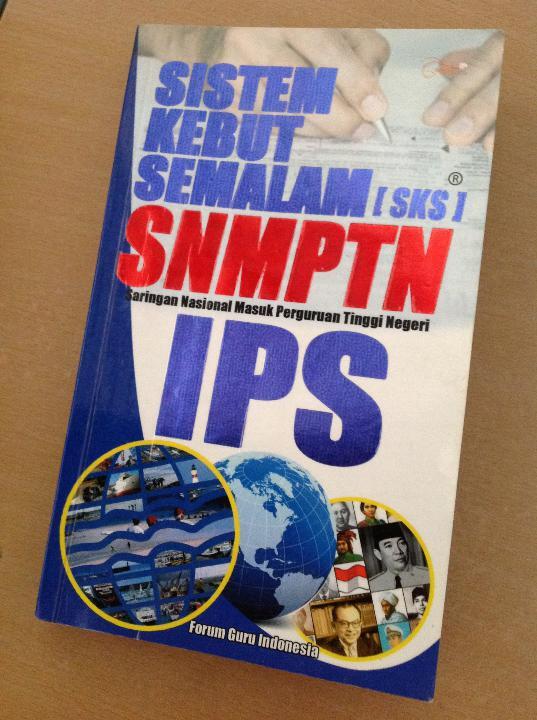 SISTEM
KEBUT
SEMALAM [SKS] ®
SNMPTN
Saringan Nasional Masuk Perguruan Tinggi Negeri
IPS
Forum Guru Indonesia